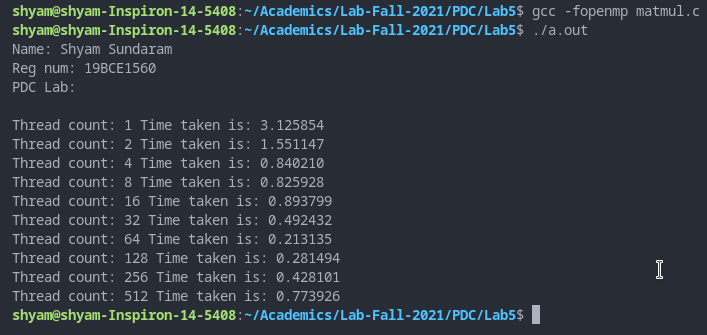 shyam@shyam-Inspiron-14-5408:~/Academics/Lab-Fall-2021/PDC/Lab5$ gcc -fopenmp matmul.c
shyam@shyam-Inspiron-14-5408:~/Academics/Lab-Fall-2021/PDC/Lab5$ ./a.out
Name: Shyam Sundaram
Reg num: 19BCE1560
PDC Lab:
Thread count: 1 Time taken is: 3.125854
Thread count: 2 Time taken is: 1.551147
Thread count: 4 Time taken is: 0.840210
Thread count: 8 Time taken is: 0.825928
Thread count: 16 Time taken is: 0.893799
Thread count: 32 Time taken is: 0.492432
Thread count: 64 Time taken is: 0.213135
Thread count: 128 Time taken is: 0.281494
Thread count: 256 Time taken is: 0.428101
Thread count: 512 Time taken is: 0.773926
shyam@shyam-Inspiron-14-5408:~/Academics/Lab-Fall-2021/PDC/Lab5$